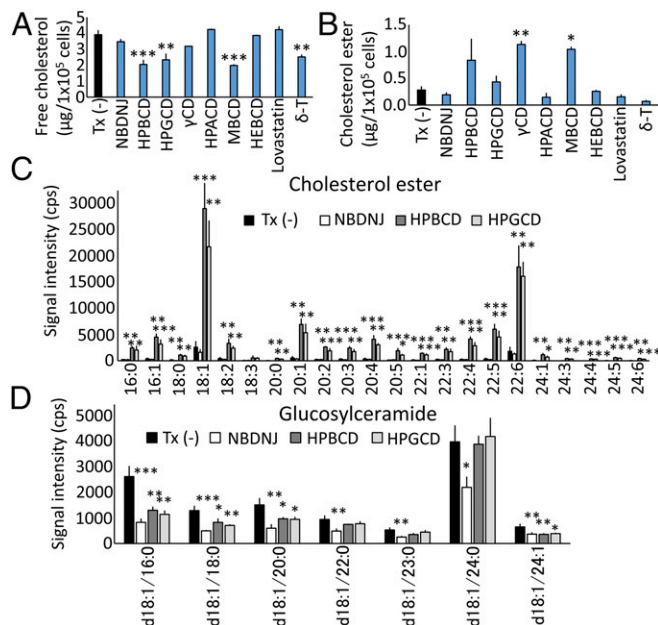 A
Free cholesterol
(µg/1x10⁵ cells)
5
4
3
2
1
0
*** ** *** **
Tx (-) NBDNJ HPBCD HPGCD γCD HPACD MBCD HEBCD Lovastatin δ-T
B
Cholesterol ester
(µg/1x10⁵ cells)
1.5
1.0
0.5
0.0
** *
Tx (-) NBDNJ HPBCD HPGCD γCD HPACD MBCD HEBCD Lovastatin δ-T
C
Cholesterol ester
Tx (-) NBDNJ HPBCD HPGCD
Signal intensity (cps)
30000
25000
20000
15000
10000
5000
0
16:0 16:1 18:0 18:1 18:2 18:3 20:0 20:1 20:2 20:3 20:4 20:5 22:1 22:3 22:4 22:5 22:6 24:1 24:3 24:4 24:5 24:6
D
Glucosylceramide
Tx (-) NBDNJ HPBCD HPGCD
Signal intensity (cps)
5000
4000
3000
2000
1000
0
*** ** ** *** * ** ** * * ** ** * ** ** *
d18:1/16:0 d18:1/18:0 d18:1/20:0 d18:1/22:0 d18:1/23:0 d18:1/24:0 d18:1/24:1